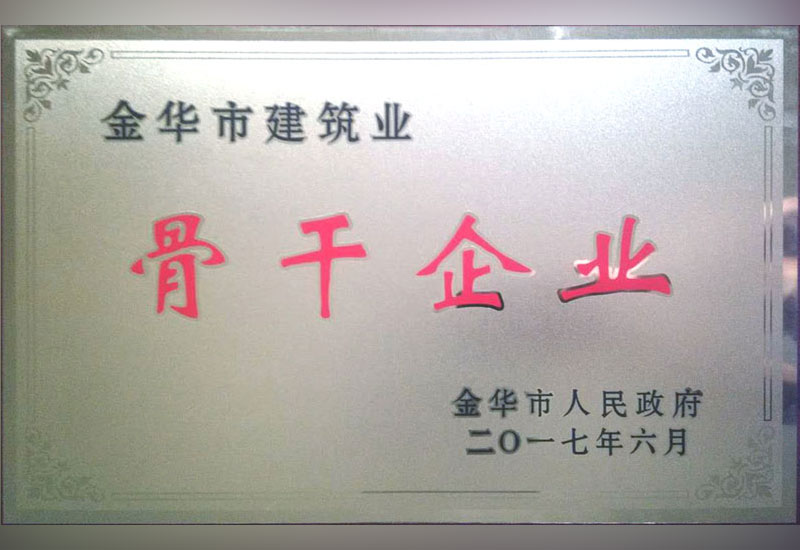 金华市建筑业
骨干企业
金华市人民政府
二〇一七年六月